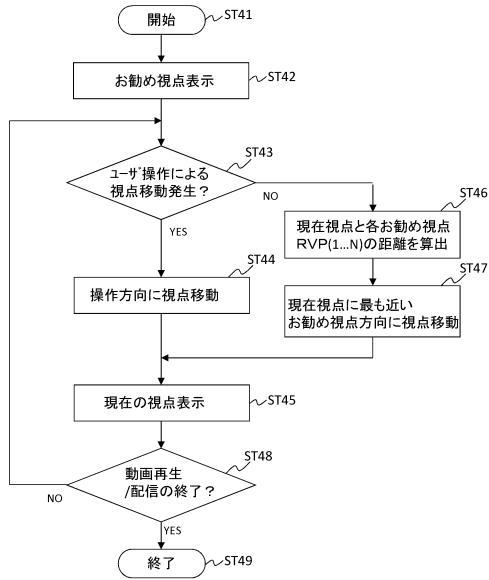 開始
ST41
お勧め視点表示
ST42
ST43
ﾕｰｻﾞ操作による
視点移動発生？
NO
YES
ST46
現在視点と各お勧め視点
RVP(1...N)の距離を算出
ST44
操作方向に視点移動
ST47
現在視点に最も近い
お勧め視点方向に視点移動
現在の視点表示
ST45
ST48
動画再生
/配信の終了？
NO
YES
終了
ST49